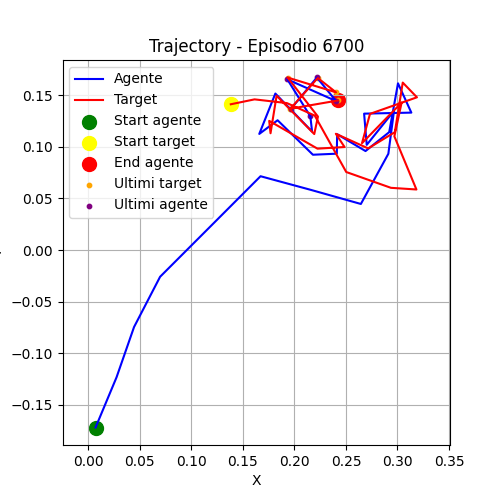 Trajectory - Episodio 6700
Agente
Target
Start agente
Start target
End agente
Ultimi target
Ultimi agente
0.15
0.10
0.05
0.00
−0.05
−0.10
−0.15
0.00 0.05 0.10 0.15 0.20 0.25 0.30 0.35
X